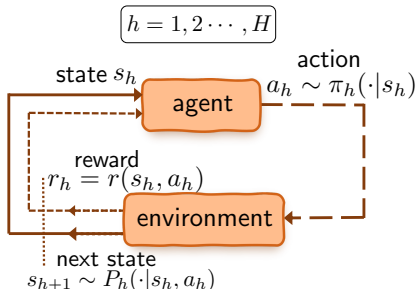 h = 1, 2 ⋯ , H
action
state s_h
a_h ∼ π_h(·|s_h)
agent
reward
r_h = r(s_h, a_h)
environment
next state
s_{h+1} ∼ P_h(·|s_h, a_h)